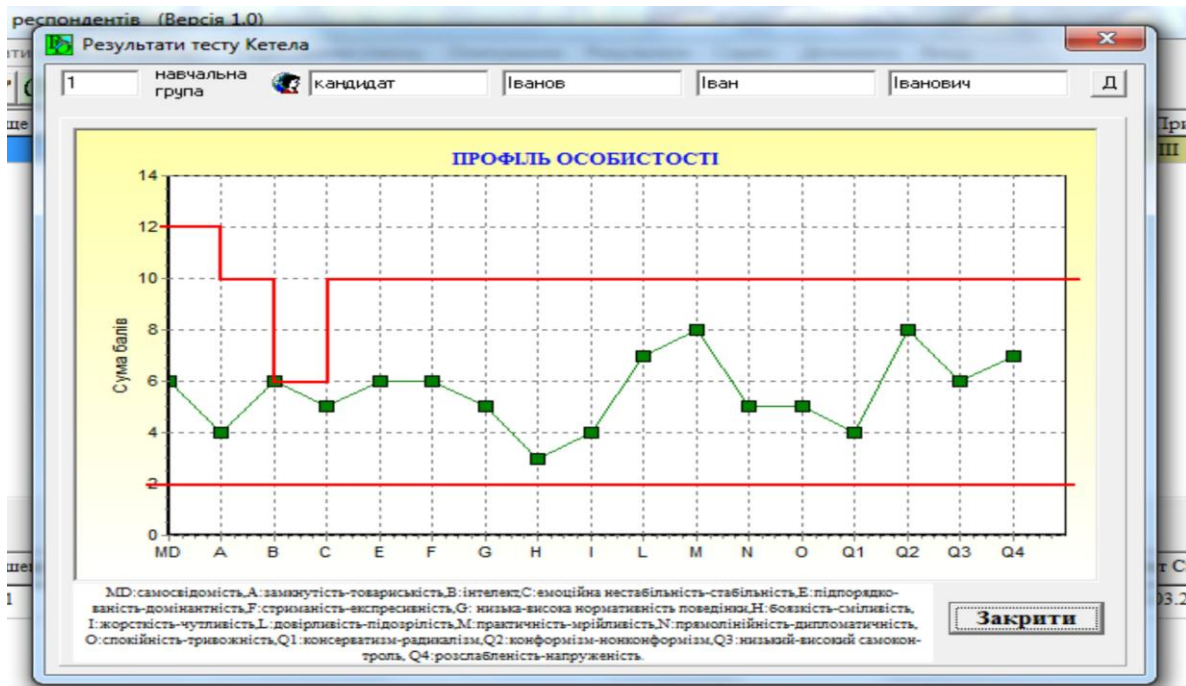 респондентів (Версія 1.0)
Результати тесту Кетела
1
навчальна
група
кандидат
Іванов
Іван
Іванович
Д
ПРОФІЛЬ ОСОБИСТОСТІ
Сума балів
14
12
10
8
6
4
2
0
MD A B C E F G H I L M N O Q1 Q2 Q3 Q4
MD:самосвідомість,A:замкнутість-товариськість,B:інтелект,C:емоційна нестабільність-стабільність,E:підпорядко-
ваність-домінантність,F:стриманість-експресивність,G: низька-висока нормативність поведінки,H:боязкість-сміливість,
I:жорсткість-чутливість,L:довірливість-підозрілість,M:практичність-мрійливість,N:прямолінійність-дипломатичність,
O:спокійність-тривожність,Q1:консерватизм-радикалізм,Q2:конформізм-нонконформізм,Q3:низький-високий самокон-
троль, Q4:розслабленість-напруженість.
Закрити
III